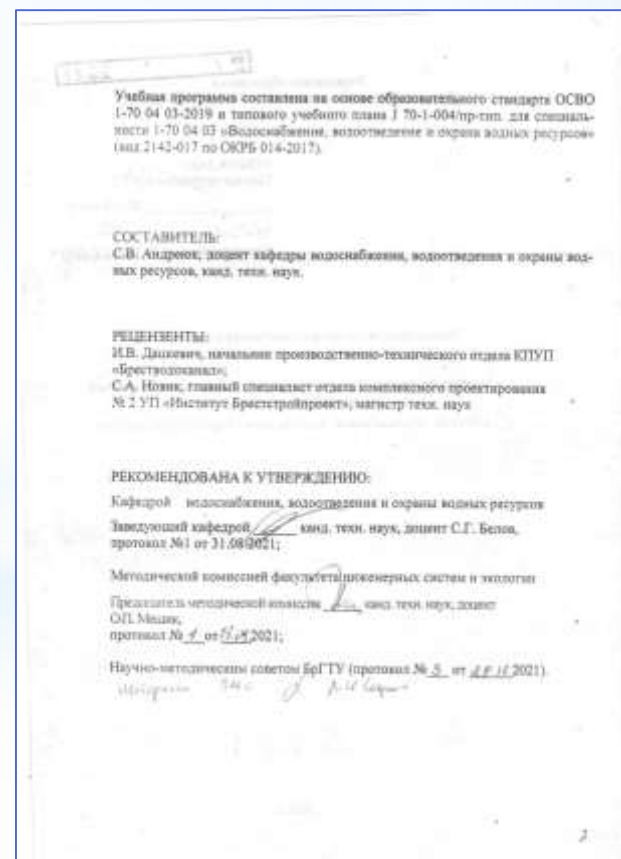 Учебная программа составлена на основе образовательного стандарта ОСВО
1-70 04 03-2019 и типового учебного плана J 70-1-004/пр-тип. для специаль-
ности 1-70 04 03 «Водоснабжение, водоотведение и охрана водных ресурсов»
(код 2142-017 по ОКРБ 014-2017).
СОСТАВИТЕЛЬ:
С.В. Андреюк, доцент кафедры водоснабжения, водоотведения и охраны вод-
ных ресурсов, канд. техн. наук.
РЕЦЕНЗЕНТЫ:
И.В. Дацкевич, начальник производственно-технического отдела КПУП
«Брестводоканал»;
С.А. Новик, главный специалист отдела комплексного проектирования
№ 2 УП «Институт Брестстройпроект», магистр техн. наук
РЕКОМЕНДОВАНА К УТВЕРЖДЕНИЮ:
Кафедрой водоснабжения, водоотведения и охраны водных ресурсов
Заведующий кафедрой канд. техн. наук, доцент С.Г. Белов,
протокол №1 от 31.08.2021;
Методической комиссией факультета инженерных систем и экологии
Председатель методической комиссии канд. техн. наук, доцент
О.П. Мешик,
протокол № 1 от 2021;
Научно-методическим советом БрГТУ (протокол № от 2021).
2